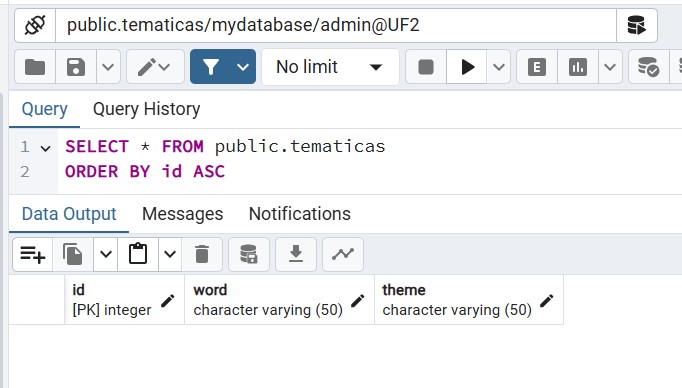 public.tematicas/mydatabase/admin@UF2
No limit
E
Query Query History
1 SELECT * FROM public.tematicas
2 ORDER BY id ASC
Data Output Messages Notifications
id word theme
[PK] integer character varying (50) character varying (50)